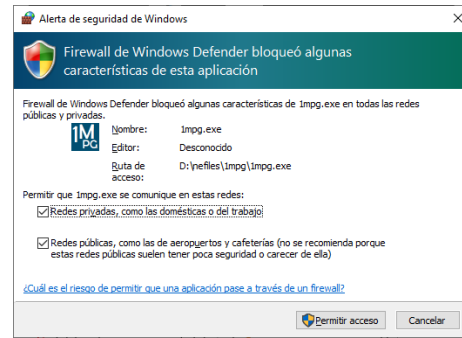 Alerta de seguridad de Windows
Firewall de Windows Defender bloqueó algunas
características de esta aplicación
Firewall de Windows Defender bloqueó algunas características de 1mpg.exe en todas las redes
públicas y privadas.
1M
PG
Nombre: 1mpg.exe
Editor: Desconocido
Ruta de D:\nefiles\1mpg\1mpg.exe
acceso:
Permitir que 1mpg.exe se comunique en estas redes:
Redes privadas, como las domésticas o del trabajo
Redes públicas, como las de aeropuertos y cafeterías (no se recomienda porque
estas redes públicas suelen tener poca seguridad o carecer de ella)
¿Cuál es el riesgo de permitir que una aplicación pase a través de un firewall?
Permitir acceso Cancelar